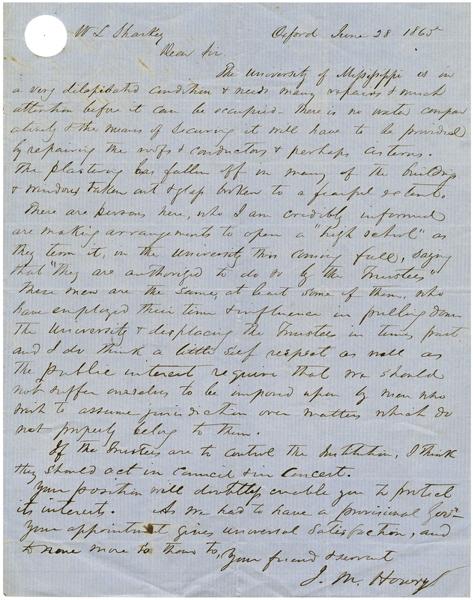 W L Sharkey Oxford June 28 1865
Dear Sir
The University of Mississippi is in
a very dilapidated condition & needs many repairs & much
attention before it can be occupied. There is no water compar
atively & the means of securing it will have to be provided
by repairing the roofs & conductors & perhaps cisterns.
The plastering has fallen off in many of the buildings
& windows taken out & glass broken to a fearful extent.
There are persons here, who I am credibly informed
are making arrangements to open a "high school" as
they term it, in the University this coming fall, saying
that "they are authorized to do so by the Trustees"
These men are the same, at least some of them, who
have employed their time & influence in pulling down
the University & displacing the Trustees in times past.
and I do think a little self respect as well as
the public interest require that we should
not suffer ourselves to be imposed upon by men who
wish to assume jurisdiction over matters which do
not properly belong to them.
If the Trustees are to control the Institution, I think
they should act in council & in concert.
Your position will doubtless enable you to protect
its interests. As we had to have a provisional Govr
your appointment gives universal satisfaction, and
to none more so than to, your friend & servant
J. M. Howry